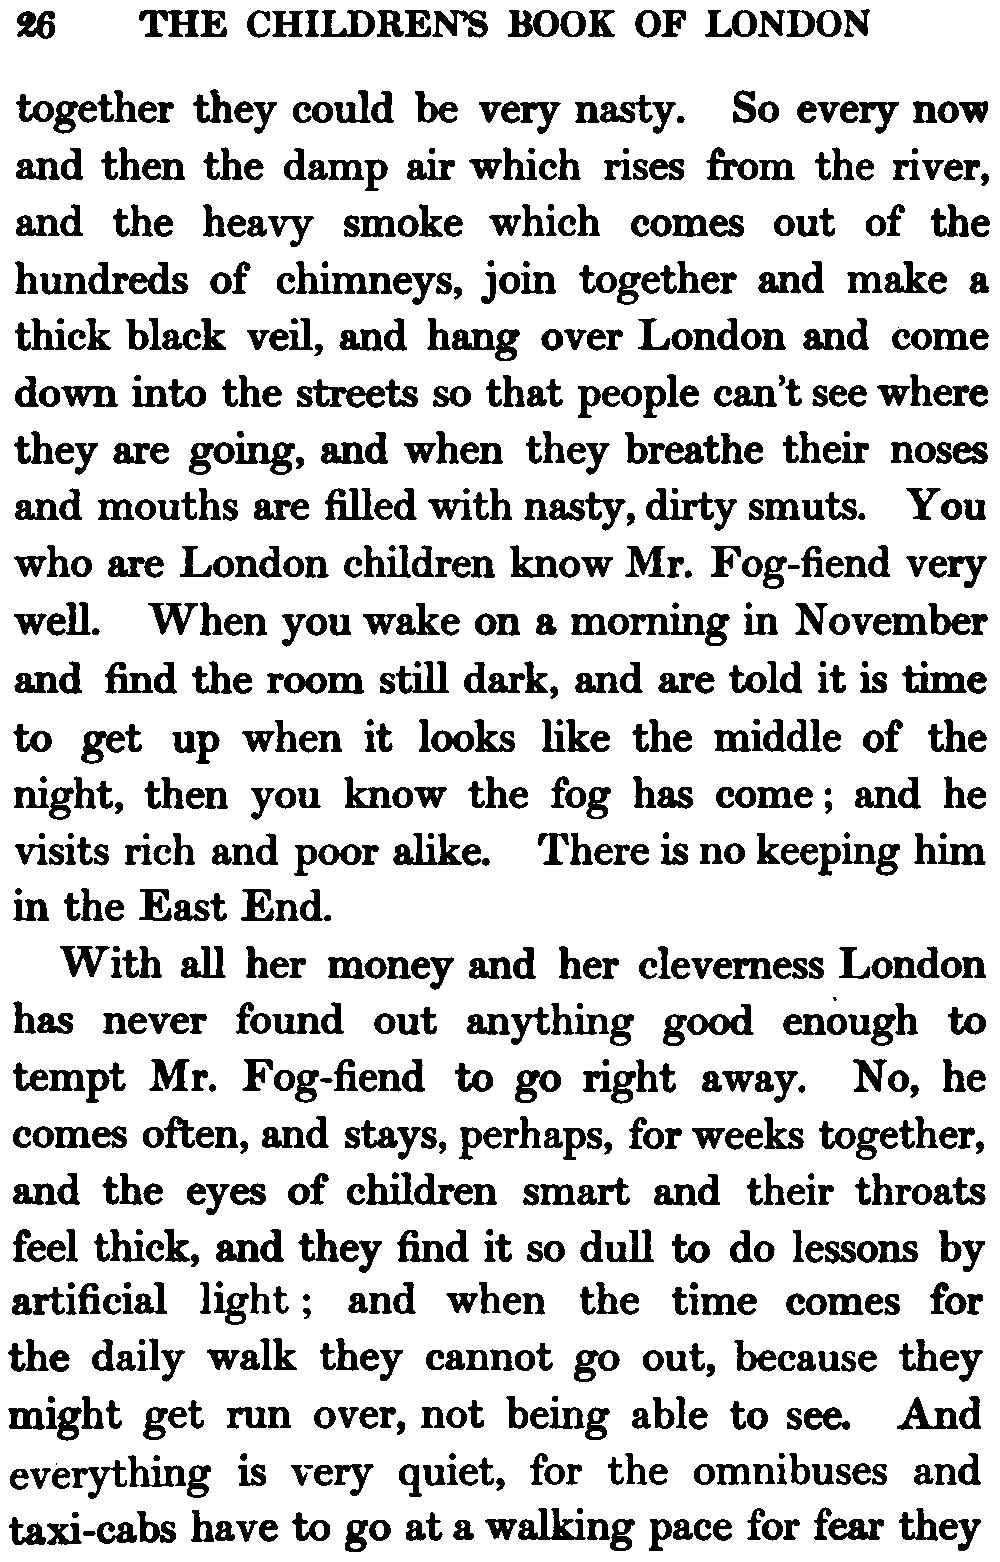 26 THE CHILDREN'S BOOK OF LONDON
together they could be very nasty. So every now
and then the damp air which rises from the river,
and the heavy smoke which comes out of the
hundreds of chimneys, join together and make a
thick black veil, and hang over London and come
down into the streets so that people can't see where
they are going, and when they breathe their noses
and mouths are filled with nasty, dirty smuts. You
who are London children know Mr. Fog-fiend very
well. When you wake on a morning in November
and find the room still dark, and are told it is time
to get up when it looks like the middle of the
night, then you know the fog has come; and he
visits rich and poor alike. There is no keeping him
in the East End.
With all her money and her cleverness London
has never found out anything good enough to
tempt Mr. Fog-fiend to go right away. No, he
comes often, and stays, perhaps, for weeks together,
and the eyes of children smart and their throats
feel thick, and they find it so dull to do lessons by
artificial light; and when the time comes for
the daily walk they cannot go out, because they
might get run over, not being able to see. And
everything is very quiet, for the omnibuses and
taxi-cabs have to go at a walking pace for fear they